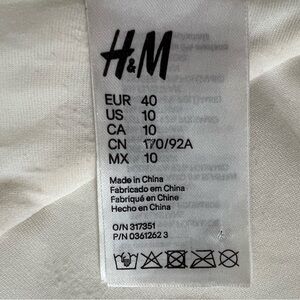 H&M
EUR 40
US 10
CA 10
CN 170/92A
MX 10
Made in China
Fabricado em China
Fabriqué en Chine
Hecho en China
O/N 317351
P/N 0361262 3